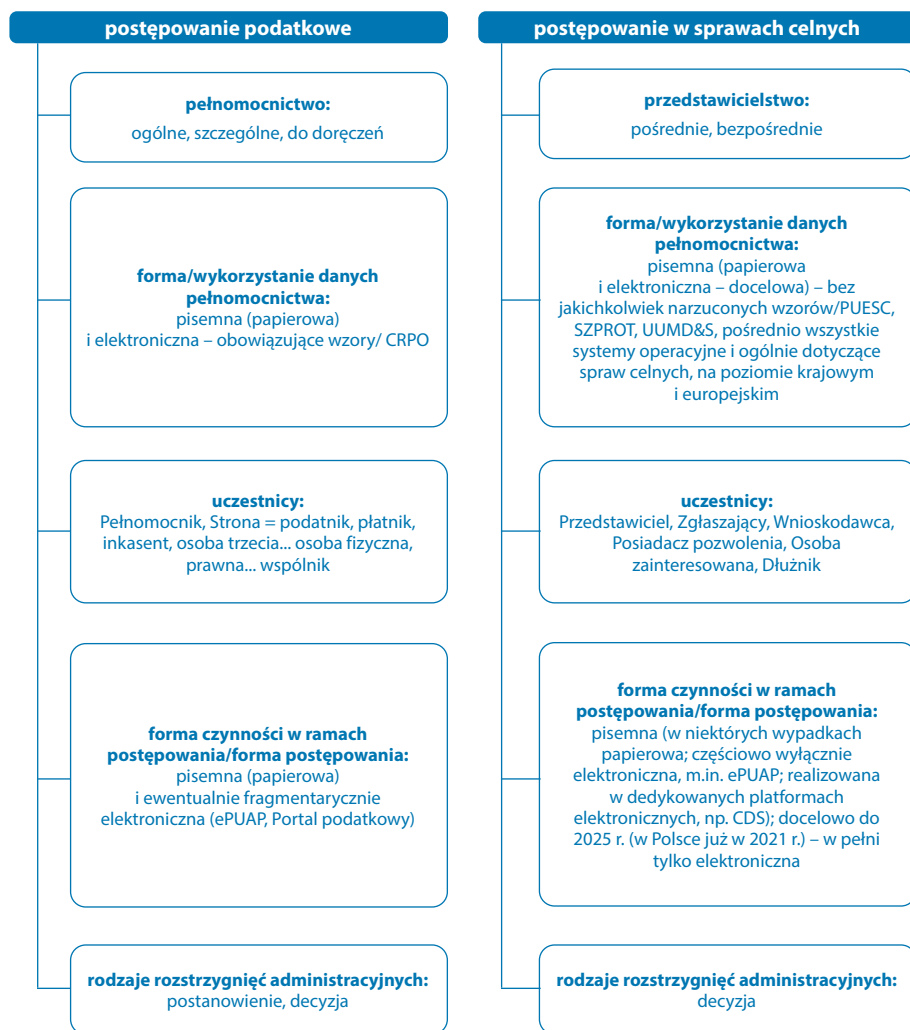 postępowanie podatkowe
pełnomocnictwo:
ogólne, szczególne, do doręczeń
forma/wykorzystanie danych
pełnomocnictwa:
pisemna (papierowa)
i elektroniczna – obowiązujące wzory/ CRPO
uczestnicy:
Pełnomocnik, Strona = podatnik, płatnik,
inkasent, osoba trzecia... osoba fizyczna,
prawna... wspólnik
forma czynności w ramach
postępowania/forma postępowania:
pisemna (papierowa)
i ewentualnie fragmentarycznie
elektroniczna (ePUAP, Portal podatkowy)
rodzaje rozstrzygnięć administracyjnych:
postanowienie, decyzja
postępowanie w sprawach celnych
przedstawicielstwo:
pośrednie, bezpośrednie
forma/wykorzystanie danych
pełnomocnictwa:
pisemna (papierowa
i elektroniczna – docelowa) – bez
jakichkolwiek narzuconych wzorów/PUESC,
SZPROT, UUMD&S, pośrednio wszystkie
systemy operacyjne i ogólnie dotyczące
spraw celnych, na poziomie krajowym
i europejskim
uczestnicy:
Przedstawiciel, Zgłaszający, Wnioskodawca,
Posiadacz pozwolenia, Osoba
zainteresowana, Dłużnik
forma czynności w ramach
postępowania/forma postępowania:
pisemna (w niektórych wypadkach
papierowa; częściowo wyłącznie
elektroniczna, m.in. ePUAP; realizowana
w dedykowanych platformach
elektronicznych, np. CDS); docelowo do
2025 r. (w Polsce już w 2021 r.) – w pełni
tylko elektroniczna
rodzaje rozstrzygnięć administracyjnych:
decyzja